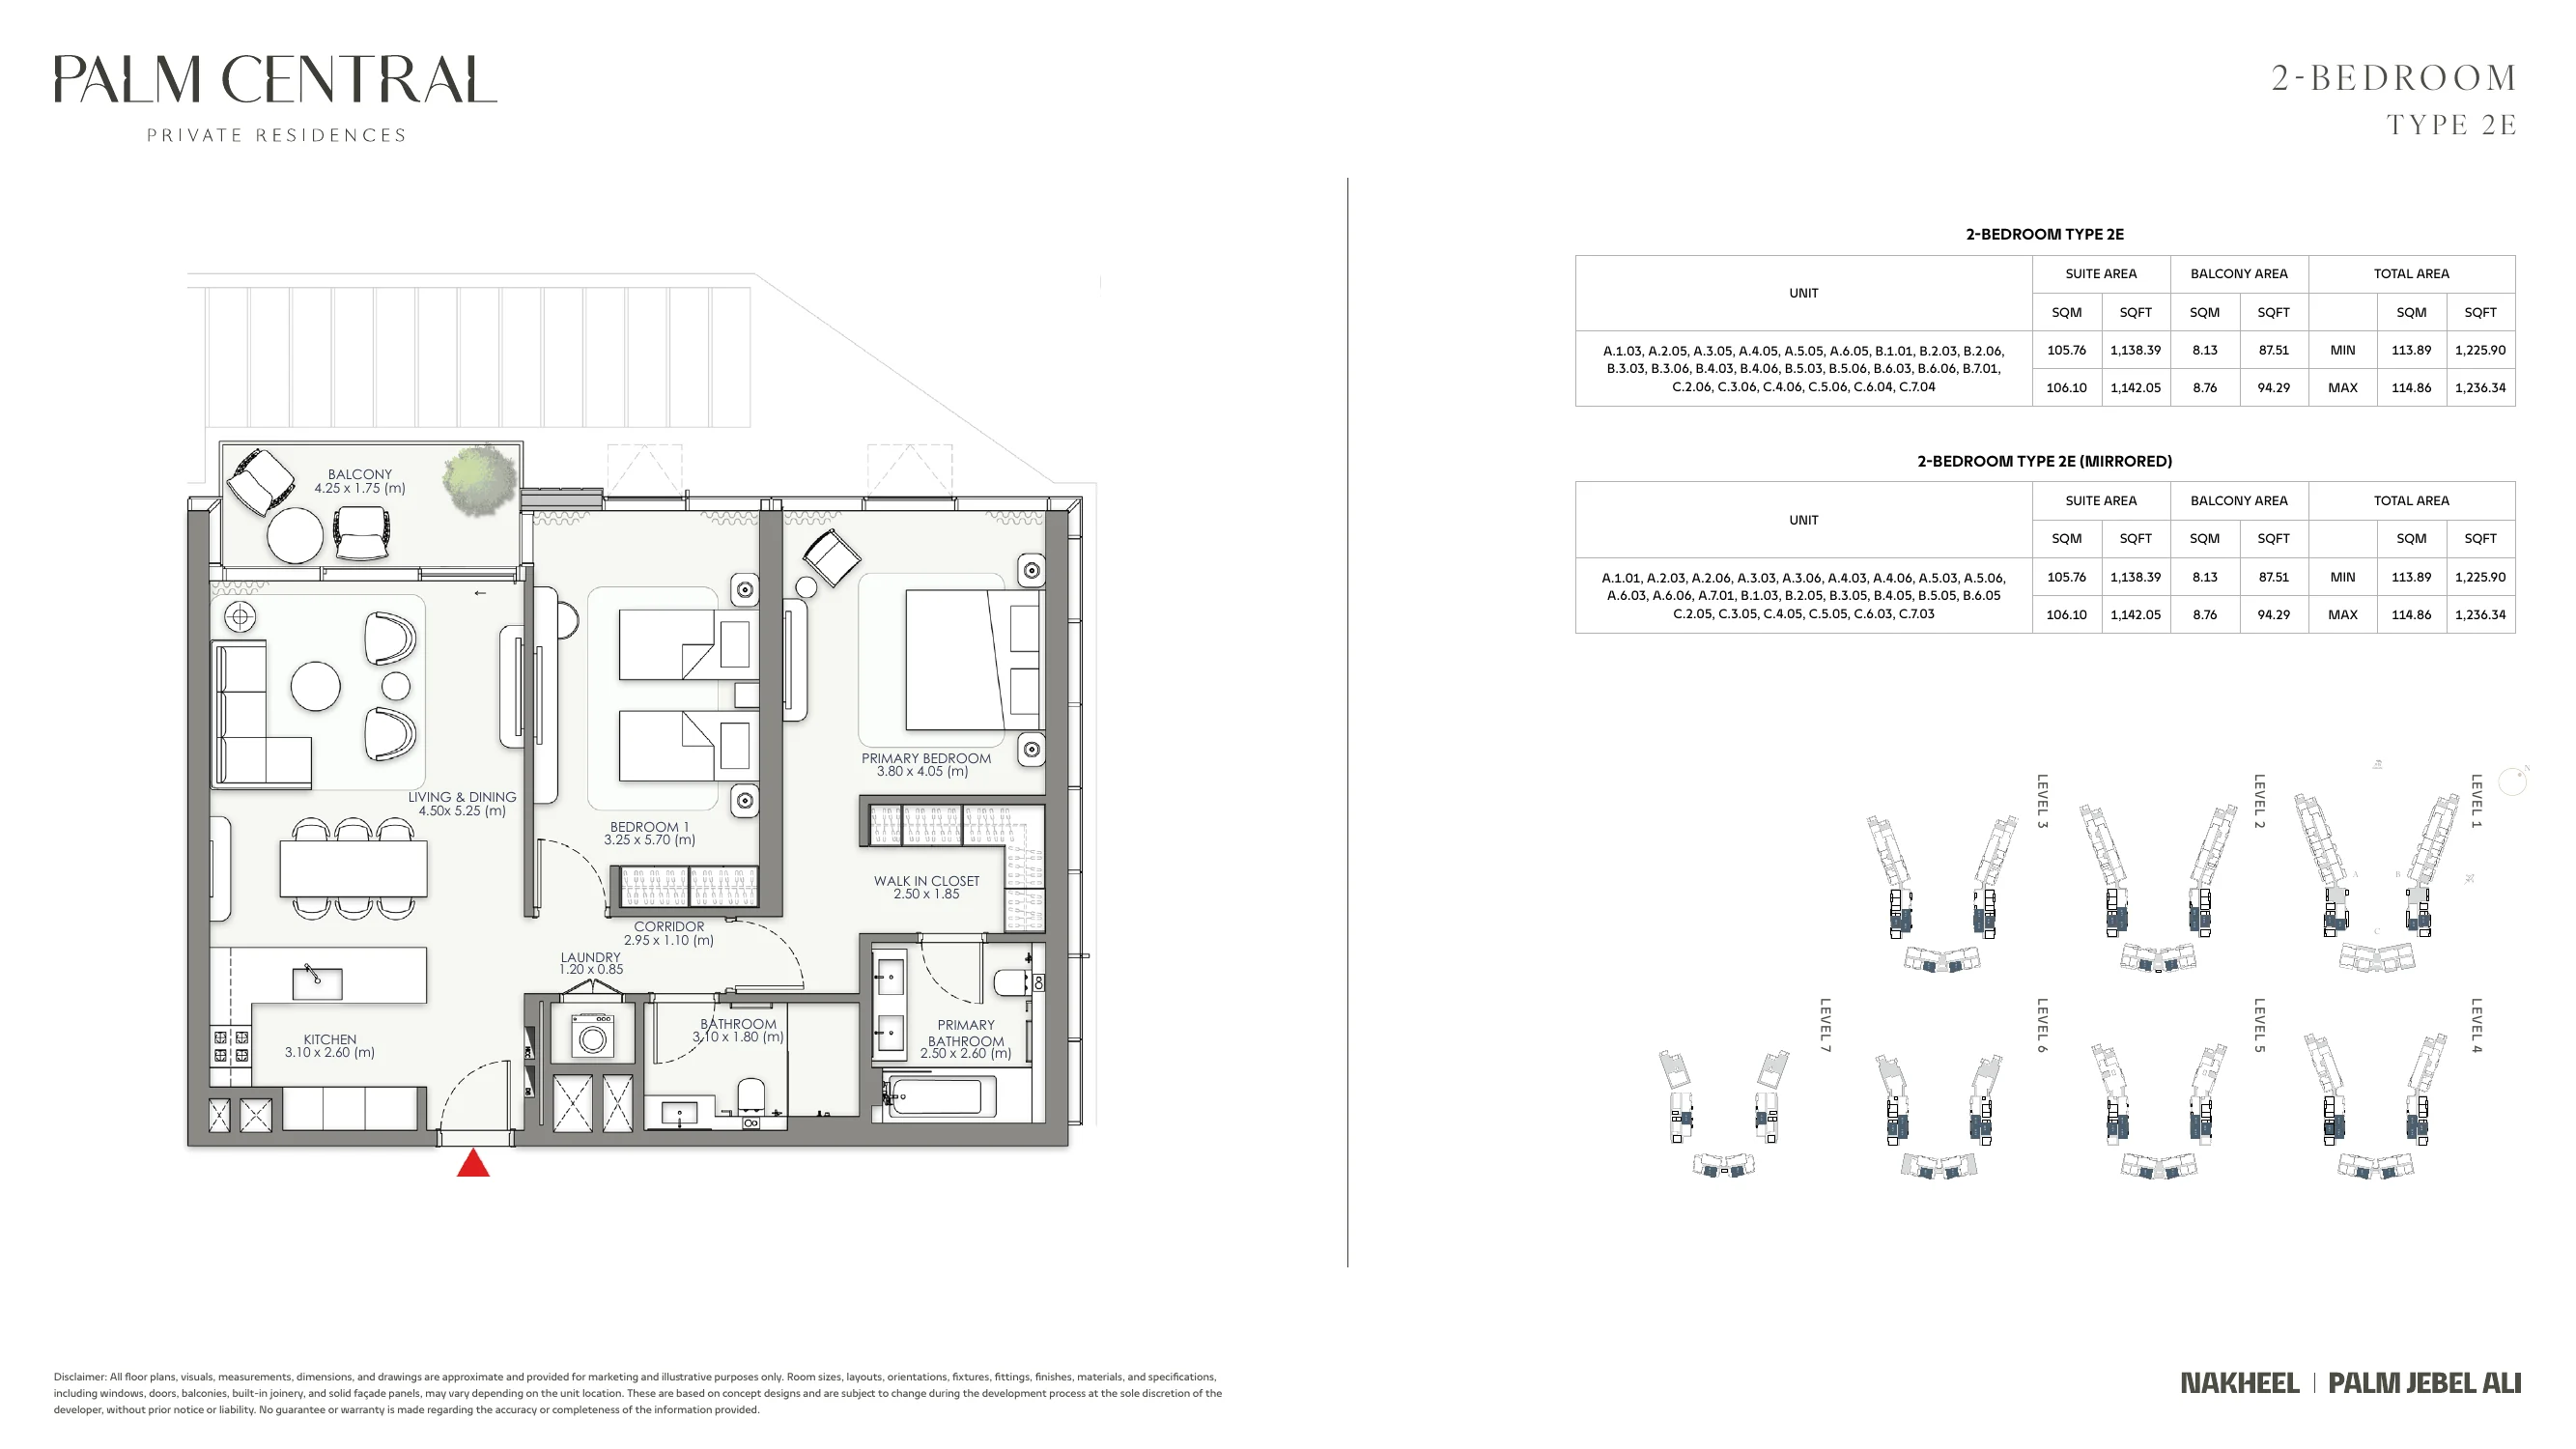 PALM CENTRAL
PRIVATE RESIDENCES
2-BEDROOM
TYPE 2E
BALCONY
4.25 x 1.75 (m)
LIVING & DINING
4.50x 5.25 (m)
BEDROOM 1
3.25 x 5.70 (m)
PRIMARY BEDROOM
3.80 x 4.05 (m)
WALK IN CLOSET
2.50 x 1.85
CORRIDOR
2.95 x 1.10 (m)
LAUNDRY
1.20 x 0.85
KITCHEN
3.10 x 2.60 (m)
BATHROOM
3.10 x 1.80 (m)
PRIMARY
BATHROOM
2.50 x 2.60 (m)
2-BEDROOM TYPE 2E
UNIT SUITE AREA BALCONY AREA TOTAL AREA
SQM SQFT SQM SQFT SQM SQFT
A.1.03, A.2.05, A.3.05, A.4.05, A.5.05, A.6.05, B.1.01, B.2.03, B.2.06,
B.3.03, B.3.06, B.4.03, B.4.06, B.5.03, B.5.06, B.6.03, B.6.06, B.7.01,
C.2.06, C.3.06, C.4.06, C.5.06, C.6.04, C.7.04
105.76 1,138.39 8.13 87.51 MIN 113.89 1,225.90
106.10 1,142.05 8.76 94.29 MAX 114.86 1,236.34
2-BEDROOM TYPE 2E (MIRRORED)
UNIT SUITE AREA BALCONY AREA TOTAL AREA
SQM SQFT SQM SQFT SQM SQFT
A.1.01, A.2.03, A.2.06, A.3.03, A.3.06, A.4.03, A.4.06, A.5.03, A.5.06,
A.6.03, A.6.06, A.7.01, B.1.03, B.2.05, B.3.05, B.4.05, B.5.05, B.6.05
C.2.05, C.3.05, C.4.05, C.5.05, C.6.03, C.7.03
105.76 1,138.39 8.13 87.51 MIN 113.89 1,225.90
106.10 1,142.05 8.76 94.29 MAX 114.86 1,236.34
LEVEL 3
LEVEL 2
LEVEL 1
A
B
C
N
LEVEL 7
LEVEL 6
LEVEL 5
LEVEL 4
Disclaimer: All floor plans, visuals, measurements, dimensions, and drawings are approximate and provided for marketing and illustrative purposes only. Room sizes, layouts, orientations, fixtures, fittings, finishes, materials, and specifications,
including windows, doors, balconies, built-in joinery, and solid façade panels, may vary depending on the unit location. These are based on concept designs and are subject to change during the development process at the sole discretion of the
developer, without prior notice or liability. No guarantee or warranty is made regarding the accuracy or completeness of the information provided.
NAKHEEL | PALM JEBEL ALI